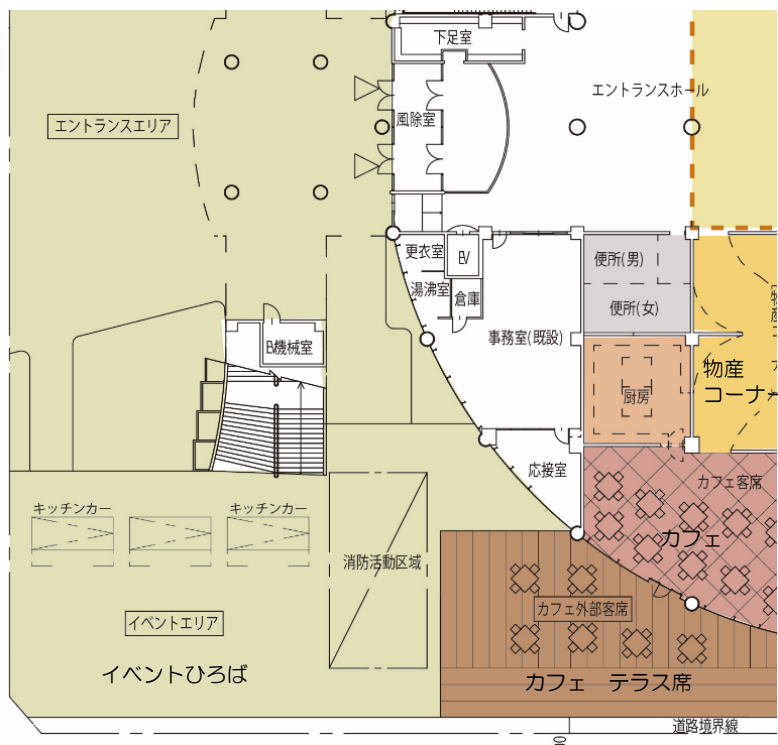 下足室
エントランスホール
風除室
エントランスエリア
更衣室
EV
便所(男)
湯沸室
倉庫
便所(女)
事務室(既設)
EV機械室
物産
コーナー
厨房
応接室
カフェ客席
キッチンカー
キッチンカー
カフェ
消防活動区域
カフェ外部客席
イベントエリア
イベントひろば
カフェ テラス席
道路境界線